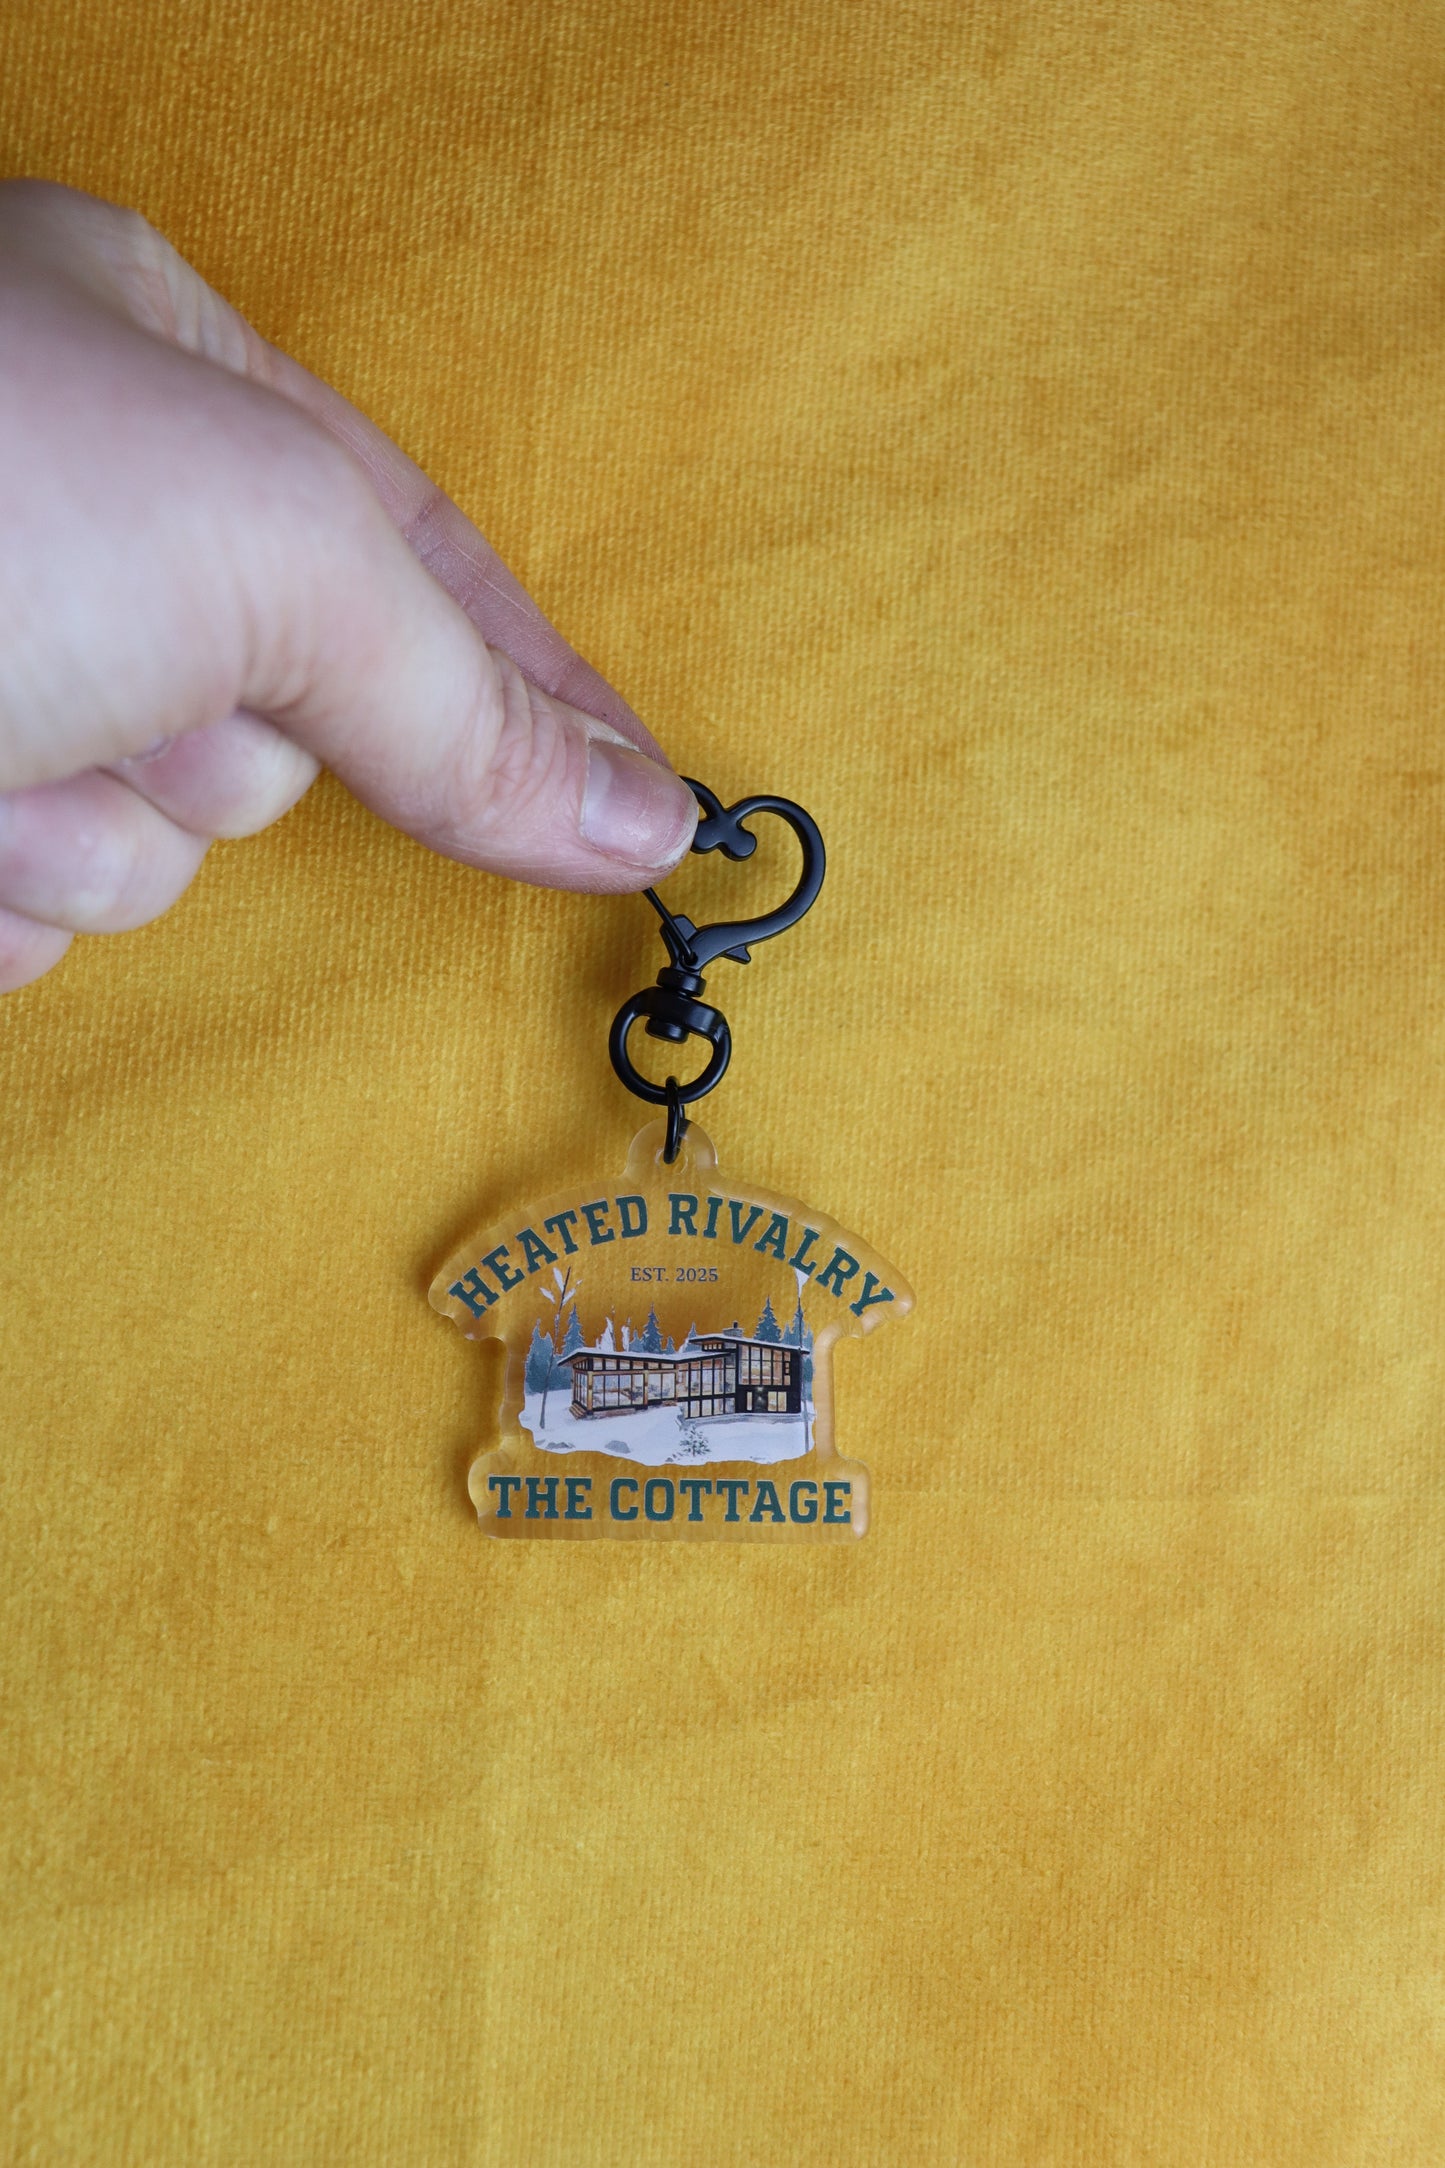 HEATED RIVALRY
EST. 2025
THE COTTAGE